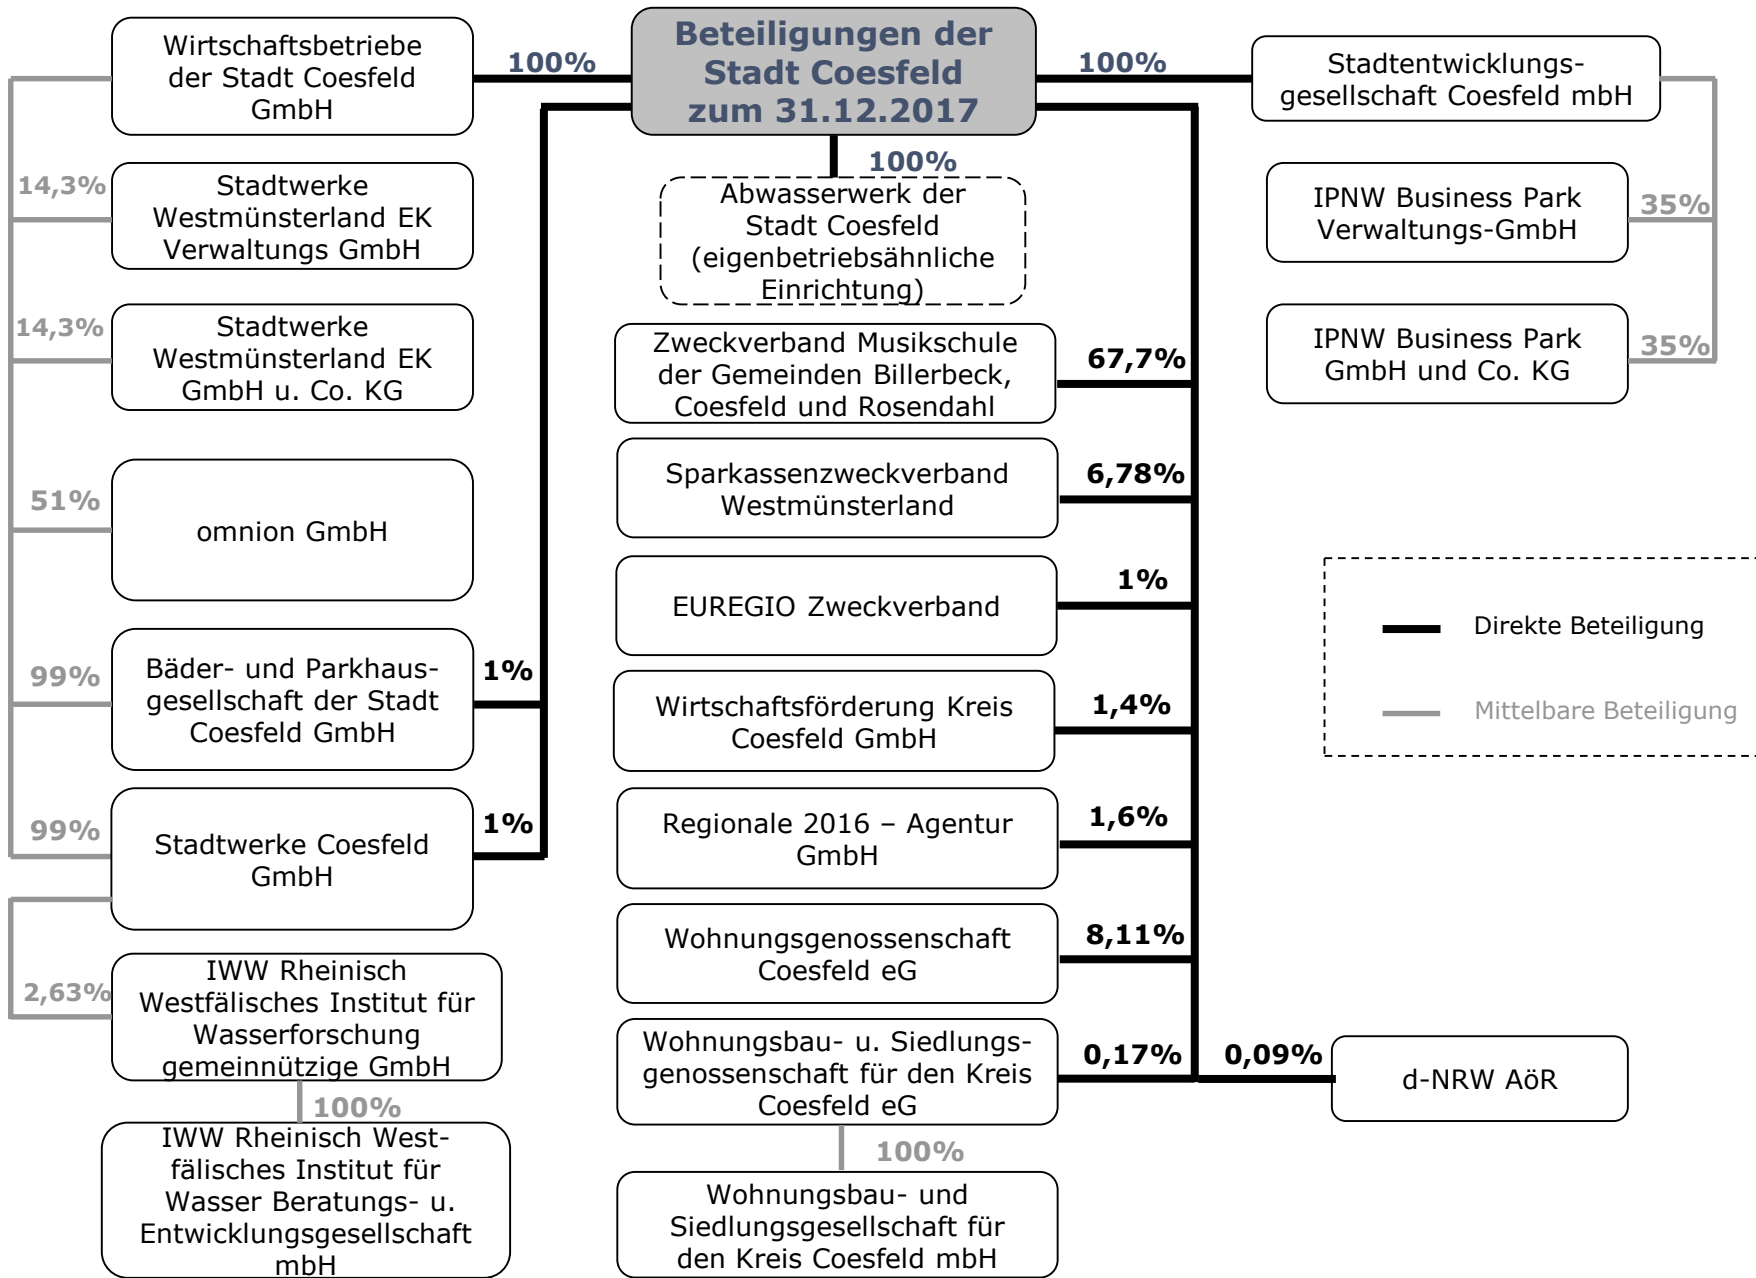 Beteiligungen der
Stadt Coesfeld
zum 31.12.2017
100%
Wirtschaftsbetriebe
der Stadt Coesfeld
GmbH
14,3%
Stadtwerke
Westmünsterland EK
Verwaltungs GmbH
14,3%
Stadtwerke
Westmünsterland EK
GmbH u. Co. KG
51%
omnion GmbH
99%
Bäder- und Parkhaus-
gesellschaft der Stadt
Coesfeld GmbH
1%
99%
Stadtwerke Coesfeld
GmbH
1%
2,63%
IWW Rheinisch
Westfälisches Institut für
Wasserforschung
gemeinnützige GmbH
100%
IWW Rheinisch West-
fälisches Institut für
Wasser Beratungs- u.
Entwicklungsgesellschaft
mbH
100%
Abwasserwerk der
Stadt Coesfeld
(eigenbetriebsähnliche
Einrichtung)
Zweckverband Musikschule
der Gemeinden Billerbeck,
Coesfeld und Rosendahl
67,7%
Sparkassenzweckverband
Westmünsterland
6,78%
EUREGIO Zweckverband
1%
Wirtschaftsförderung Kreis
Coesfeld GmbH
1,4%
Regionale 2016 – Agentur
GmbH
1,6%
Wohnungsgenossenschaft
Coesfeld eG
8,11%
Wohnungsbau- u. Siedlungs-
genossenschaft für den Kreis
Coesfeld eG
0,17%
100%
Wohnungsbau- und
Siedlungsgesellschaft für
den Kreis Coesfeld mbH
0,09%
d-NRW AöR
100%
Stadtentwicklungs-
gesellschaft Coesfeld mbH
IPNW Business Park
Verwaltungs-GmbH
35%
IPNW Business Park
GmbH und Co. KG
35%
Direkte Beteiligung
Mittelbare Beteiligung